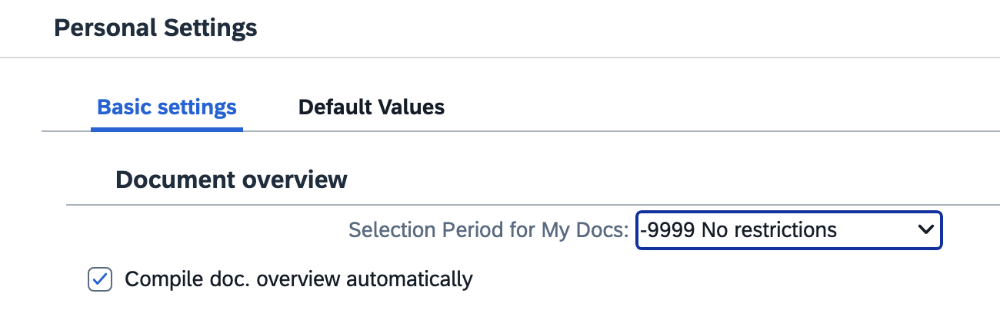 Personal Settings
Basic settings Default Values
Document overview
Selection Period for My Docs: -9999 No restrictions
Compile doc. overview automatically